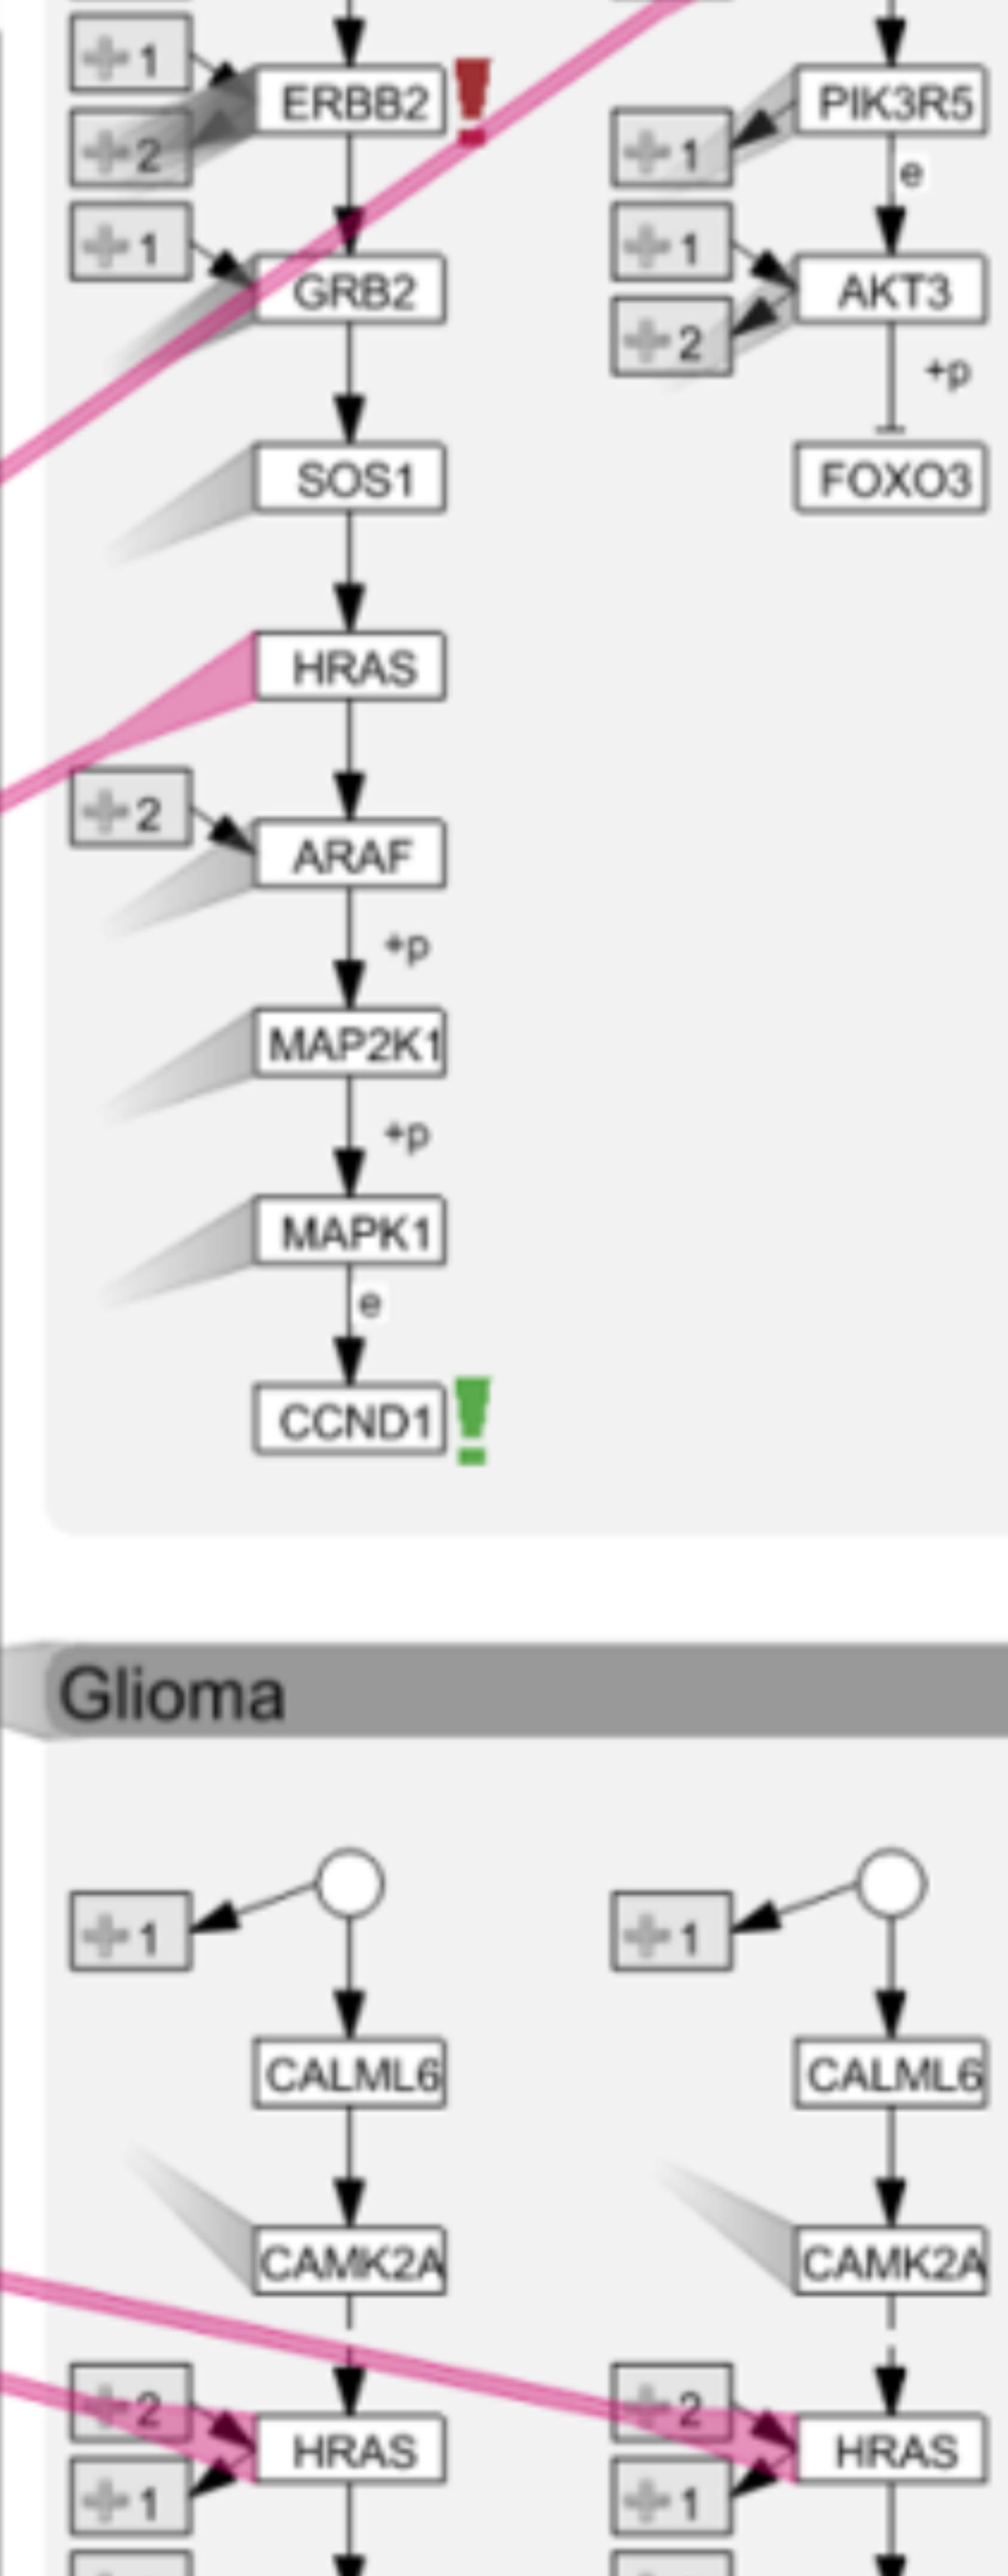 +1
ERBB2 !
PIK3R5
+2
+1
e
+1
+1
GRB2
AKT3
+2
+p
SOS1
FOXO3
HRAS
+2
ARAF
+p
MAP2K1
+p
MAPK1
e
CCND1 !
Glioma
+1
+1
CALML6
CALML6
CAMK2A
CAMK2A
+2
+2
HRAS
HRAS
+1
+1